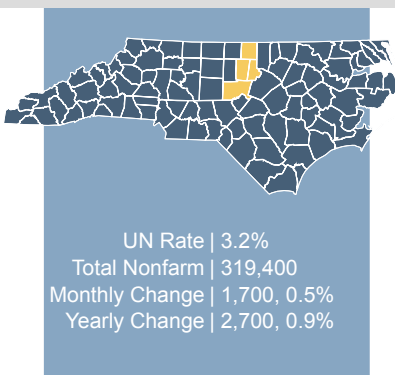 UN Rate | 3.2%
Total Nonfarm | 319,400
Monthly Change | 1,700, 0.5%
Yearly Change | 2,700, 0.9%